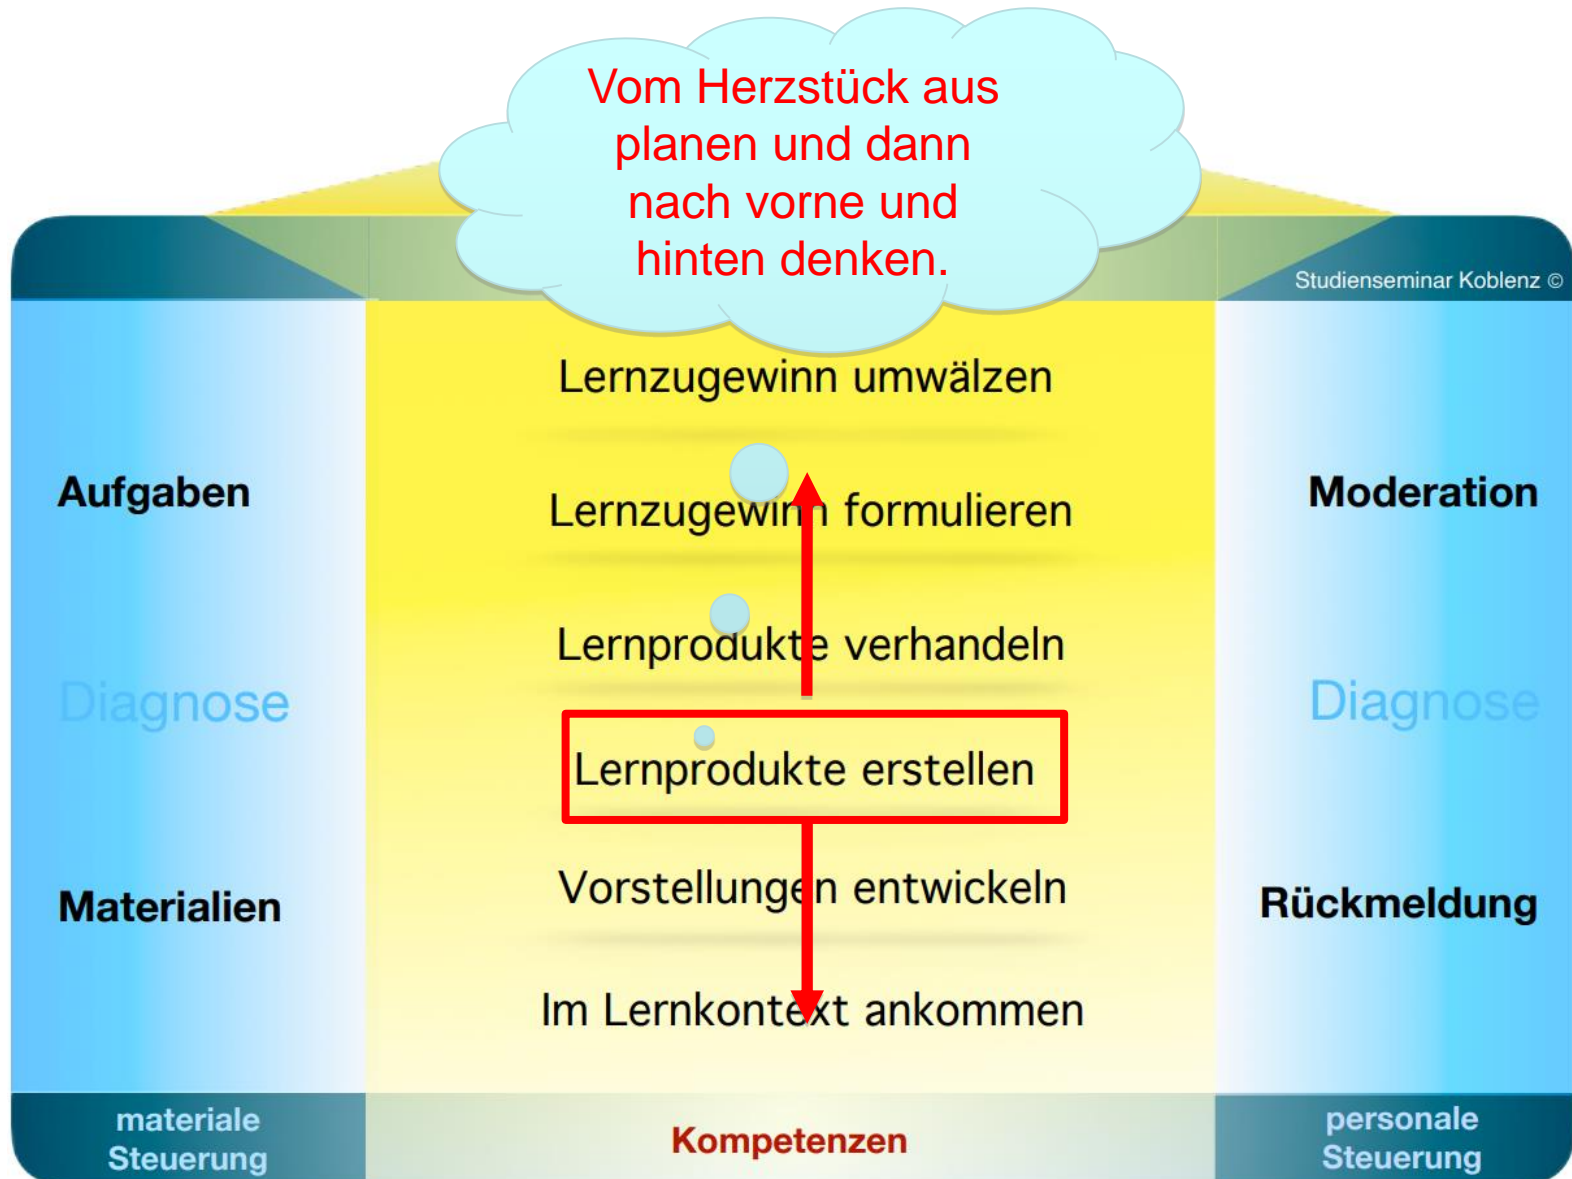 Vom Herzstück aus
planen und dann
nach vorne und
hinten denken.
Studienseminar Koblenz ©
Lernzugewinn umwälzen
Aufgaben
Lernzugewinn formulieren
Moderation
Lernprodukte verhandeln
Diagnose
Diagnose
Lernprodukte erstellen
Vorstellungen entwickeln
Materialien
Rückmeldung
Im Lernkontext ankommen
materiale
Steuerung
Kompetenzen
personale
Steuerung